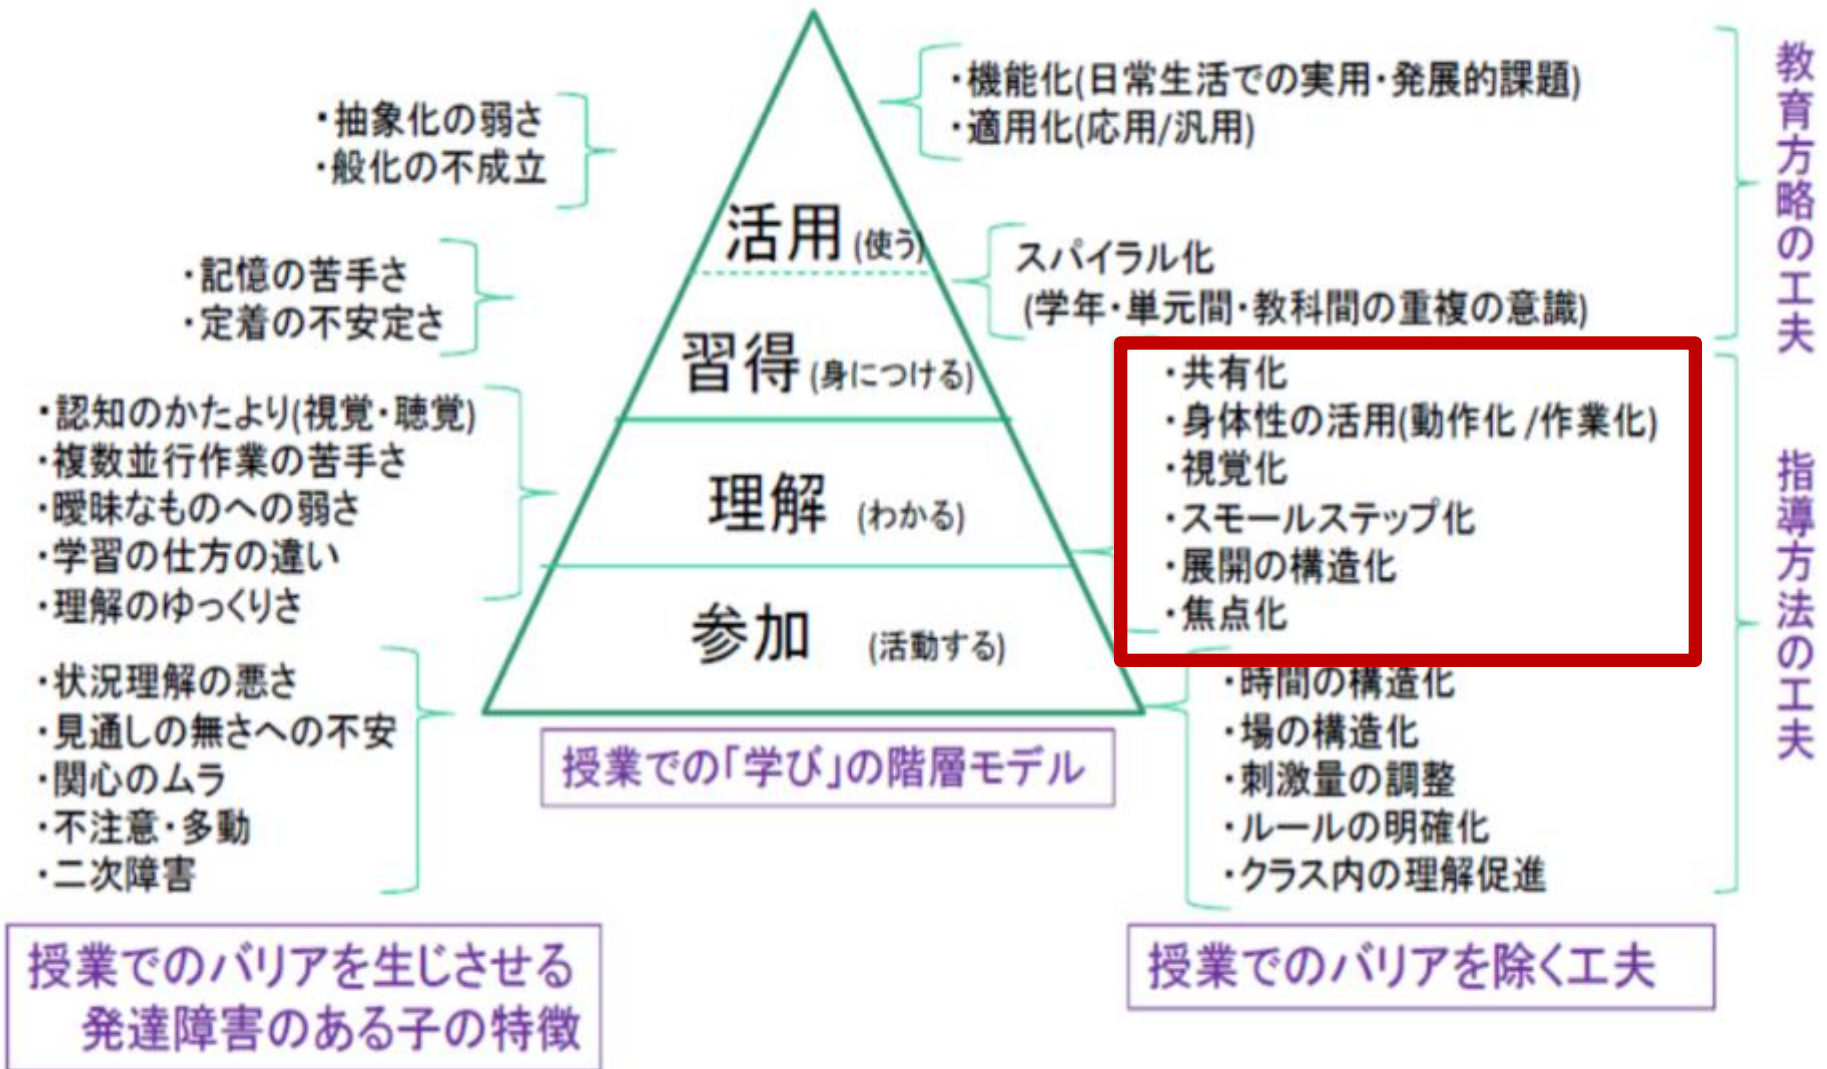 ・抽象化の弱さ
・般化の不成立
・記憶の苦手さ
・定着の不安定さ
・認知のかたより(視覚・聴覚)
・複数並行作業の苦手さ
・曖昧なものへの弱さ
・学習の仕方の違い
・理解のゆっくりさ
・状況理解の悪さ
・見通しの無さへの不安
・関心のムラ
・不注意・多動
・二次障害
授業でのバリアを生じさせる
発達障害のある子の特徴
活用(使う)
習得(身につける)
理解 (わかる)
参加 (活動する)
授業での「学び」の階層モデル
・機能化(日常生活での実用・発展的課題)
・適用化(応用/汎用)
スパイラル化
(学年・単元間・教科間の重複の意識)
・共有化
・身体性の活用(動作化/作業化)
・視覚化
・スモールステップ化
・展開の構造化
・焦点化
・時間の構造化
・場の構造化
・刺激量の調整
・ルールの明確化
・クラス内の理解促進
授業でのバリアを除く工夫
教育方略の工夫
指導方法の工夫